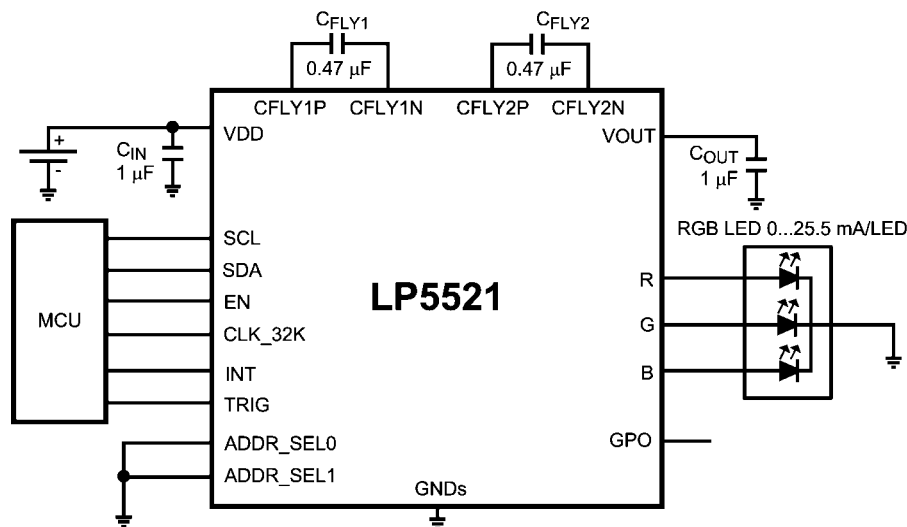 CFLY1
0.47 µF
CFLY2
0.47 µF
CFLY1P
CFLY1N
CFLY2P
CFLY2N
VDD
VOUT
+
-
CIN
1 µF
COUT
1 µF
RGB LED 0...25.5 mA/LED
MCU
SCL
SDA
EN
CLK_32K
INT
TRIG
ADDR_SEL0
ADDR_SEL1
LP5521
R
G
B
GPO
GNDs